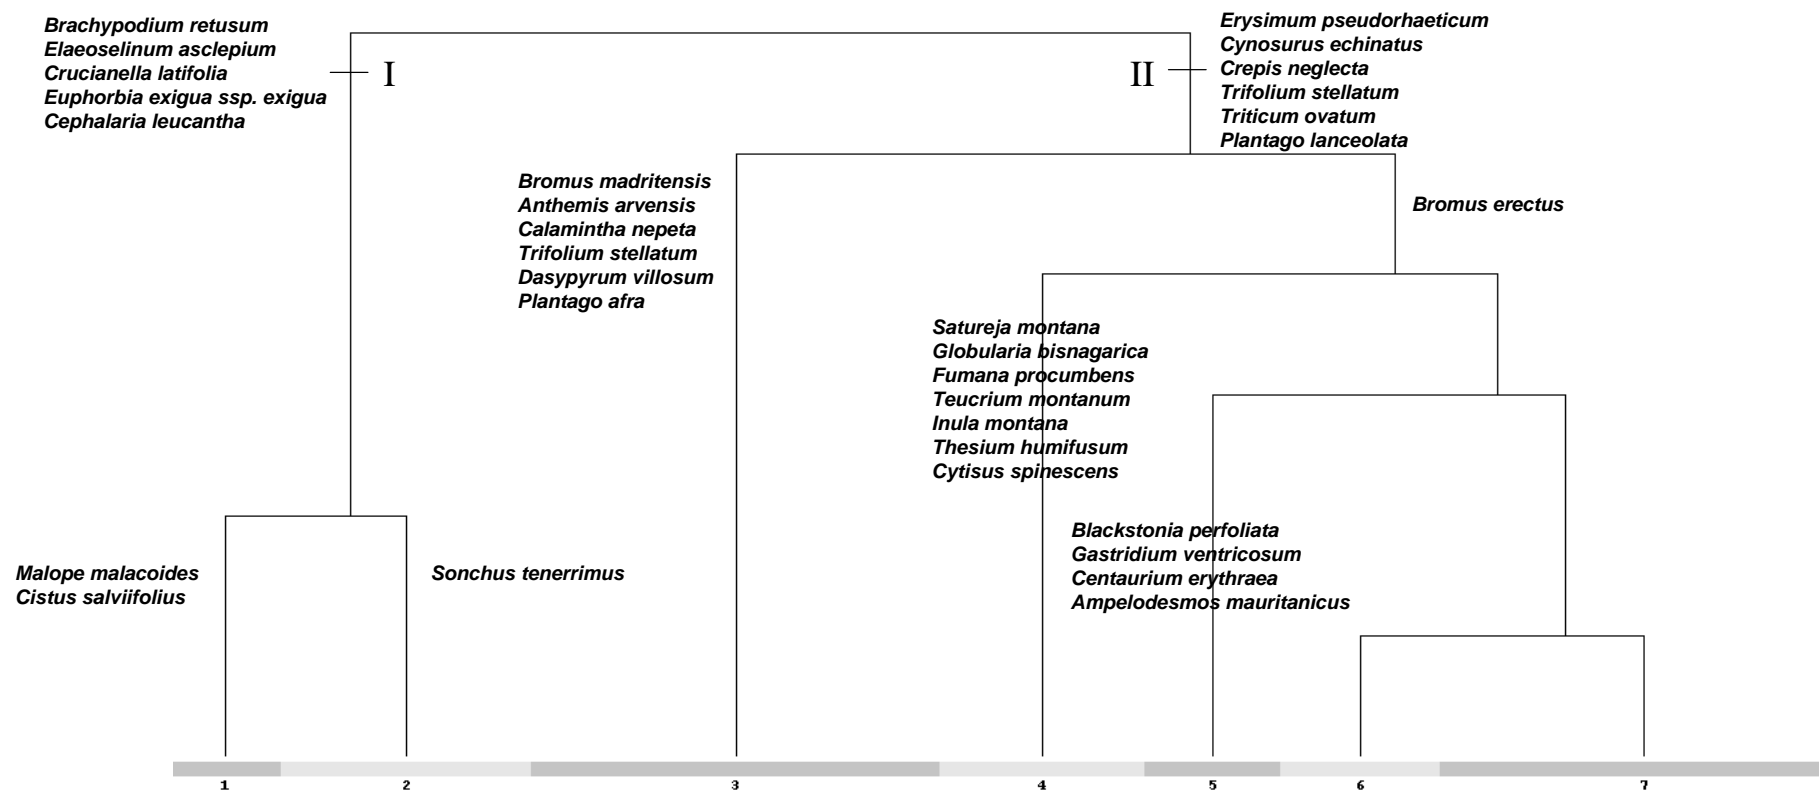 Brachypodium retusum
Elaeoselinum asclepium
Crucianella latifolia
Euphorbia exigua ssp. exigua
Cephalaria leucantha
I
II
Erysimum pseudorhaeticum
Cynosurus echinatus
Crepis neglecta
Trifolium stellatum
Triticum ovatum
Plantago lanceolata
Bromus madritensis
Anthemis arvensis
Calamintha nepeta
Trifolium stellatum
Dasypyrum villosum
Plantago afra
Bromus erectus
Satureja montana
Globularia bisnagarica
Fumana procumbens
Teucrium montanum
Inula montana
Thesium humifusum
Cytisus spinescens
Blackstonia perfoliata
Gastridium ventricosum
Centaurium erythraea
Ampelodesmos mauritanicus
Malope malacoides
Cistus salviifolius
Sonchus tenerrimus
1 2 3 4 5 6 7